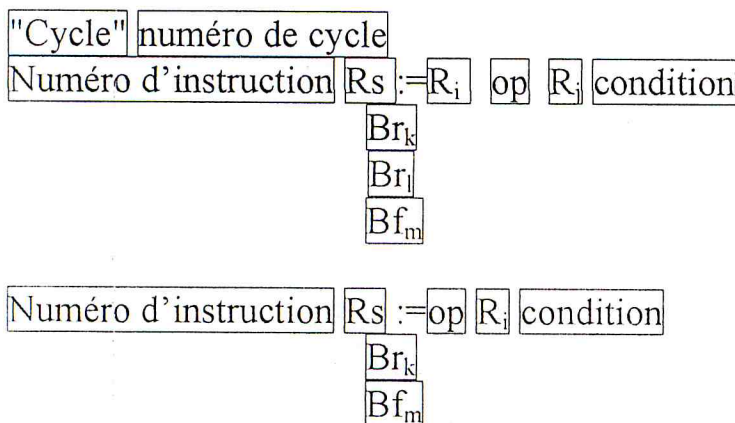 "Cycle" numéro de cycle
Numéro d'instruction Rs :=Ri op Rj condition
Brk
Brl
Bfm
Numéro d'instruction Rs :=op Ri condition
Brk
Bfm